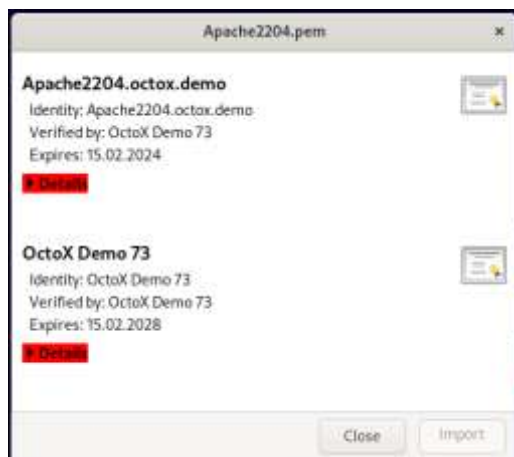 Apache2204.pem
Apache2204.octox.demo
Identity: Apache2204.octox.demo
Verified by: OctoX Demo 73
Expires: 15.02.2024
Details
OctoX Demo 73
Identity: OctoX Demo 73
Verified by: OctoX Demo 73
Expires: 15.02.2028
Details
Close Import